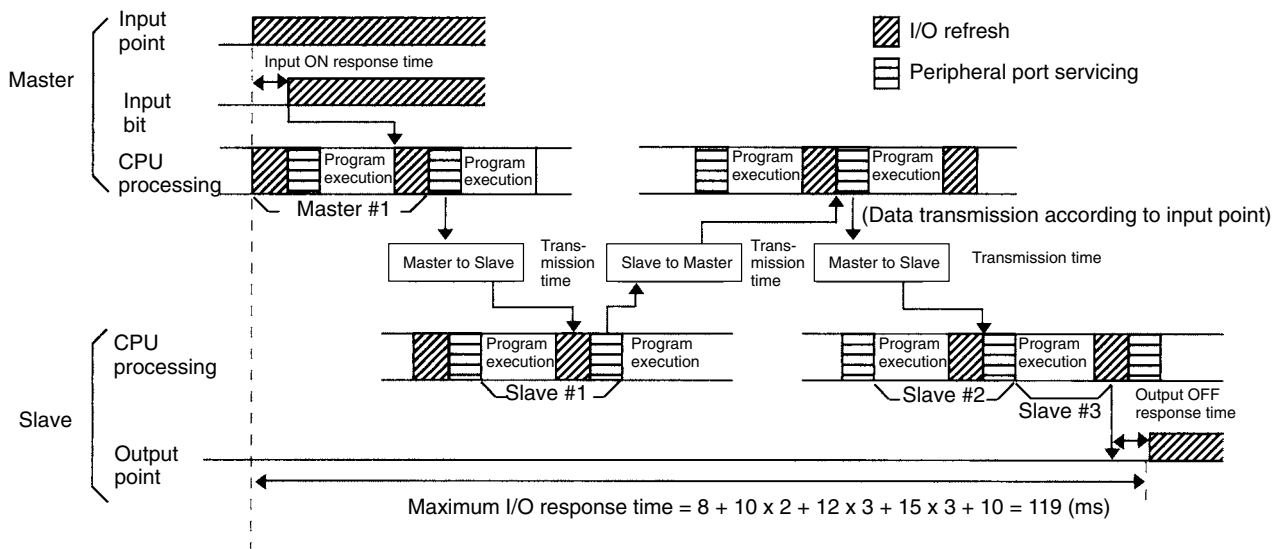 Input
point
I/O refresh
Input ON response time
Peripheral port servicing
Master
Input
bit
CPU
processing
Program
execution
Program
execution
Program
execution
Program
execution
Master #1
(Data transmission according to input point)
Master to Slave
Trans-
mission
time
Slave to Master
Trans-
mission
time
Master to Slave
Transmission time
CPU
processing
Program
execution
Program
execution
Program
execution
Program
execution
Slave #1
Slave #2
Slave #3
Output OFF
response time
Slave
Output
point
Maximum I/O response time = 8 + 10 x 2 + 12 x 3 + 15 x 3 + 10 = 119 (ms)